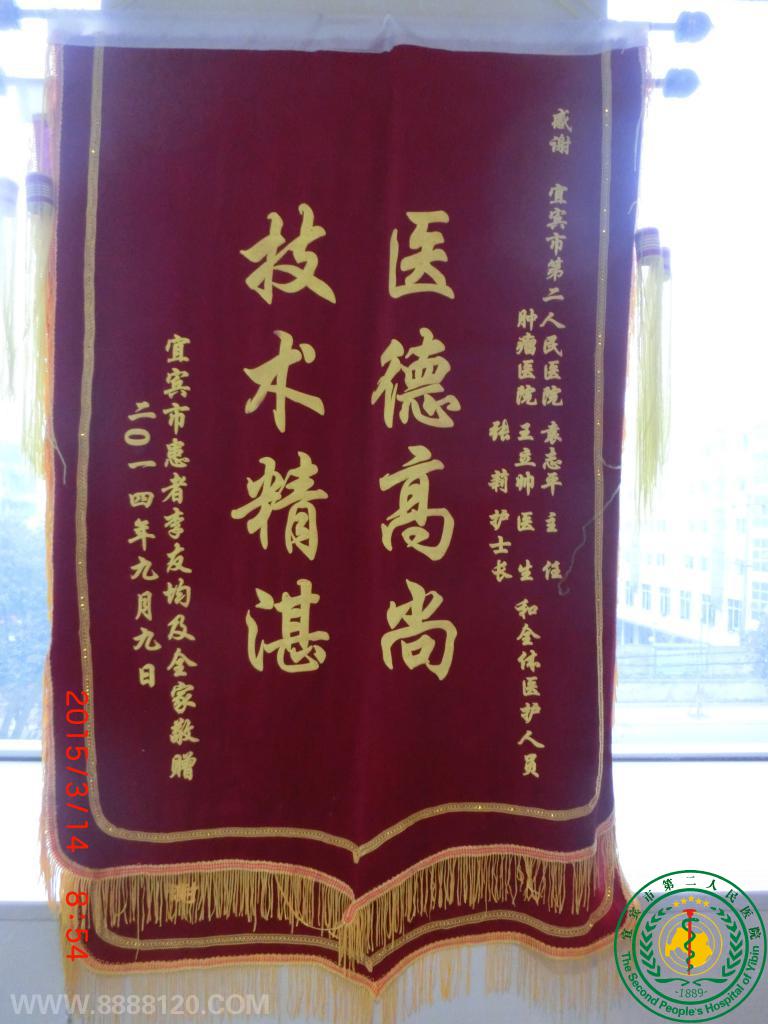 感谢 宜宾市第二人民医院 袁志平 主 任
肿瘤医院 王立帅 医 生 和全体医护人员
张 莉 护士长
医德高尚
技术精湛
宜宾市患者李友均及全家敬赠
二〇一四年九月九日
2015/3/14 8:54
WWW.8888120.COM
宜宾市第二人民医院
-1889-
The Second People's Hospital of Yibin